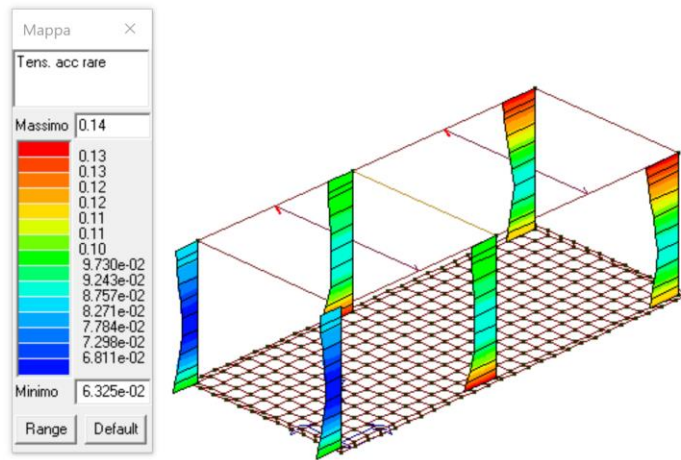 Mappa
Tens. acc rare
Massimo 0.14
0.13
0.13
0.12
0.12
0.11
0.11
0.10
9.730e-02
9.243e-02
8.757e-02
8.271e-02
7.784e-02
7.298e-02
6.811e-02
Minimo 6.325e-02
Range Default